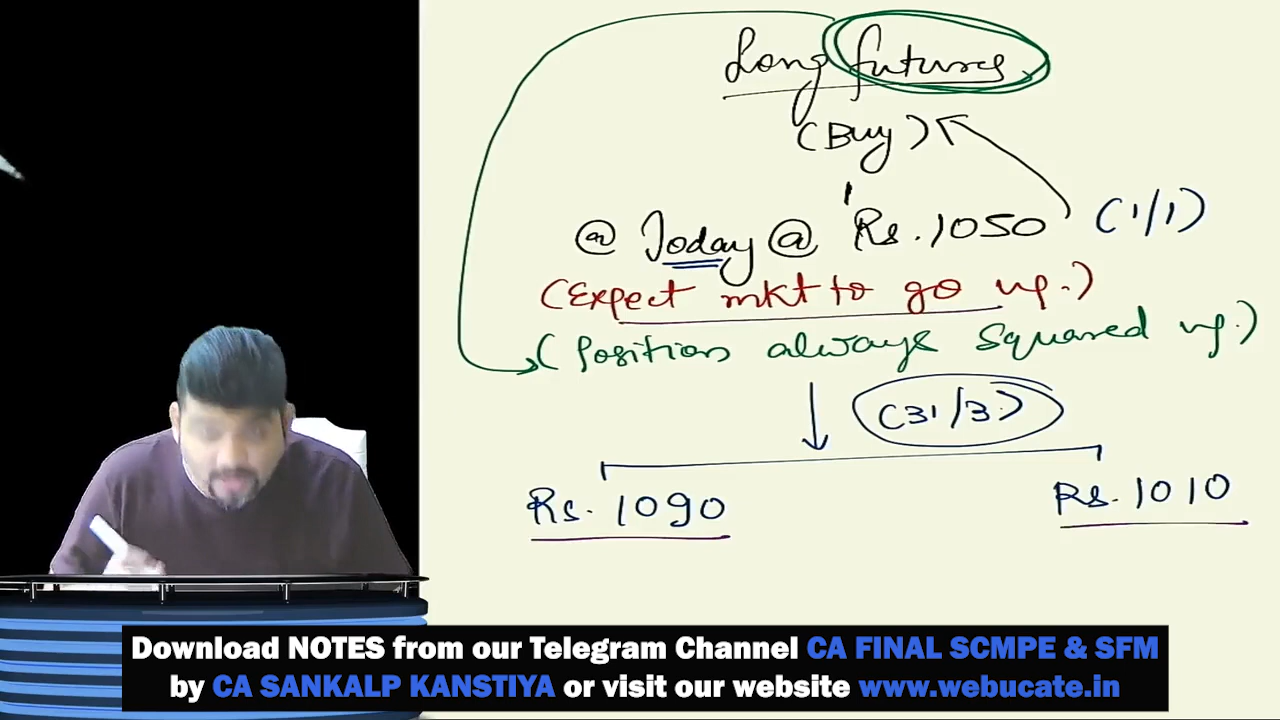 Long futures
(Buy)
@ Today @ Rs. 1050 (1/1)
(Expect mkt to go up.)
(Position always squared up.)
(31/3)
Rs. 1090 Rs. 1010
Download NOTES from our Telegram Channel CA FINAL SCMPE & SFM
by CA SANKALP KANSTIYA or visit our website www.webucate.in